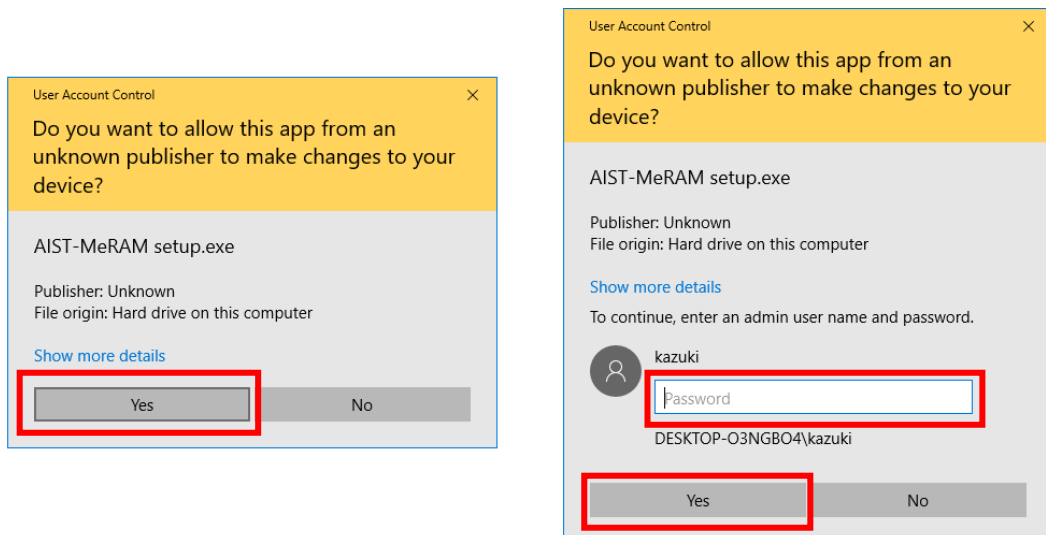 User Account Control
Do you want to allow this app from an
unknown publisher to make changes to your
device?
AIST-MeRAM setup.exe
Publisher: Unknown
File origin: Hard drive on this computer
Show more details
Yes
No
User Account Control
Do you want to allow this app from an
unknown publisher to make changes to your
device?
AIST-MeRAM setup.exe
Publisher: Unknown
File origin: Hard drive on this computer
Show more details
To continue, enter an admin user name and password.
kazuki
Password
DESKTOP-O3NGBO4\kazuki
Yes
No